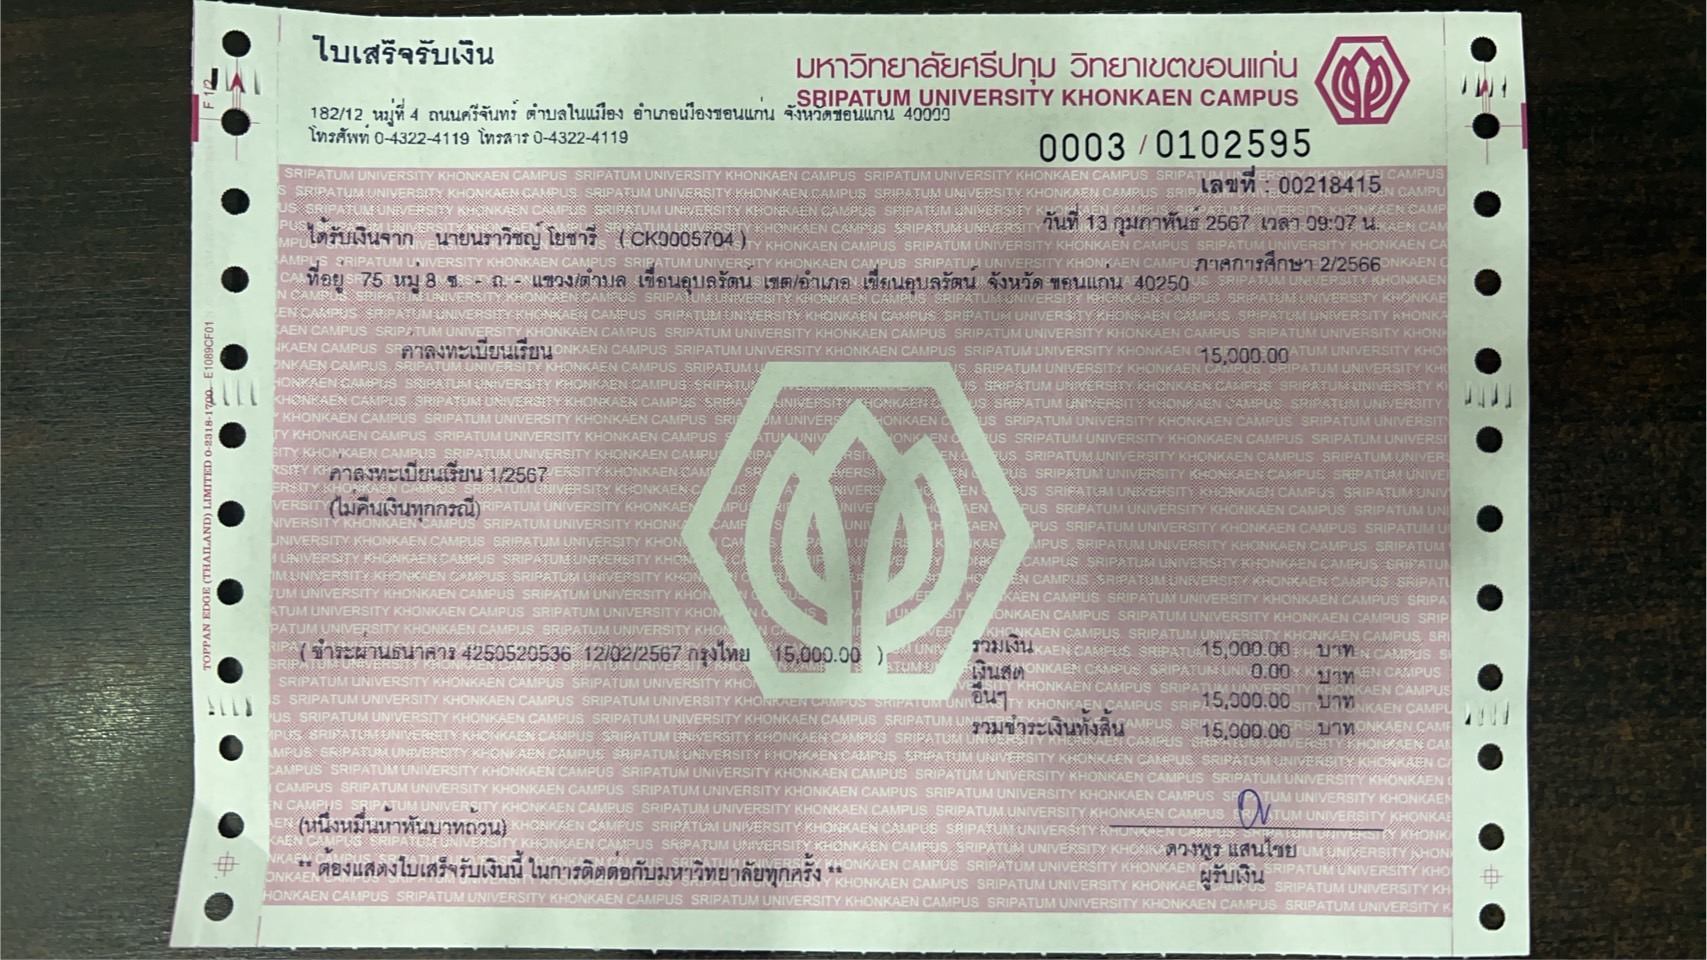 ใบเสร็จรับเงิน
มหาวิทยาลัยศรีปทุม วิทยาเขตขอนแก่น
SRIPATUM UNIVERSITY KHONKAEN CAMPUS
182/12 หมู่ที่ 4 ถนนศรีจันทร์ ตำบลในเมือง อำเภอเมืองขอนแก่น จังหวัดขอนแก่น 40000
โทรศัพท์ 0-4322-4119 โทรสาร 0-4322-4119
0003 / 0102595
เลขที่ : 00218415
วันที่ 13 กุมภาพันธ์ 2567 เวลา 09:07 น.
ได้รับเงินจาก นายนราวิชญ์ โยชารี (CK0005704)
ภาคการศึกษา 2/2566
ที่อยู่ 75 หมู่ 8 ซ. - ถ. - แขวง/ตำบล เขื่อนอุบลรัตน์ เขต/อำเภอ เขื่อนอุบลรัตน์ จังหวัด ขอนแก่น 40250
ค่าลงทะเบียนเรียน 15,000.00
ค่าลงทะเบียนเรียน 1/2567
(ไม่คืนเงินทุกกรณี)
(ชำระผ่านธนาคาร 4250520536 12/02/2567 กรุงไทย 15,000.00 )
รวมเงิน 15,000.00 บาท
เงินสด 0.00 บาท
อื่นๆ 15,000.00 บาท
รวมชำระเงินทั้งสิ้น 15,000.00 บาท
(หนึ่งหมื่นห้าพันบาทถ้วน)
ดวงพร แสนไชย
ผู้รับเงิน
** ต้องแสดงใบเสร็จรับเงินนี้ ในการติดต่อกับมหาวิทยาลัยทุกครั้ง **
F 1/2
TOPPAN EDGE (THAILAND) LIMITED 0-2318-1700 E1089CF01